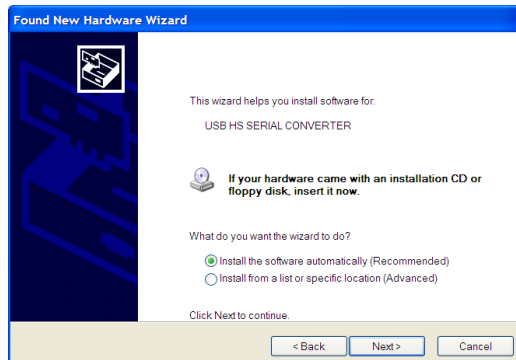 Found New Hardware Wizard
This wizard helps you install software for:
USB HS SERIAL CONVERTER
If your hardware came with an installation CD or
floppy disk, insert it now.
What do you want the wizard to do?
Install the software automatically (Recommended)
Install from a list or specific location (Advanced)
Click Next to continue.
< Back
Next >
Cancel